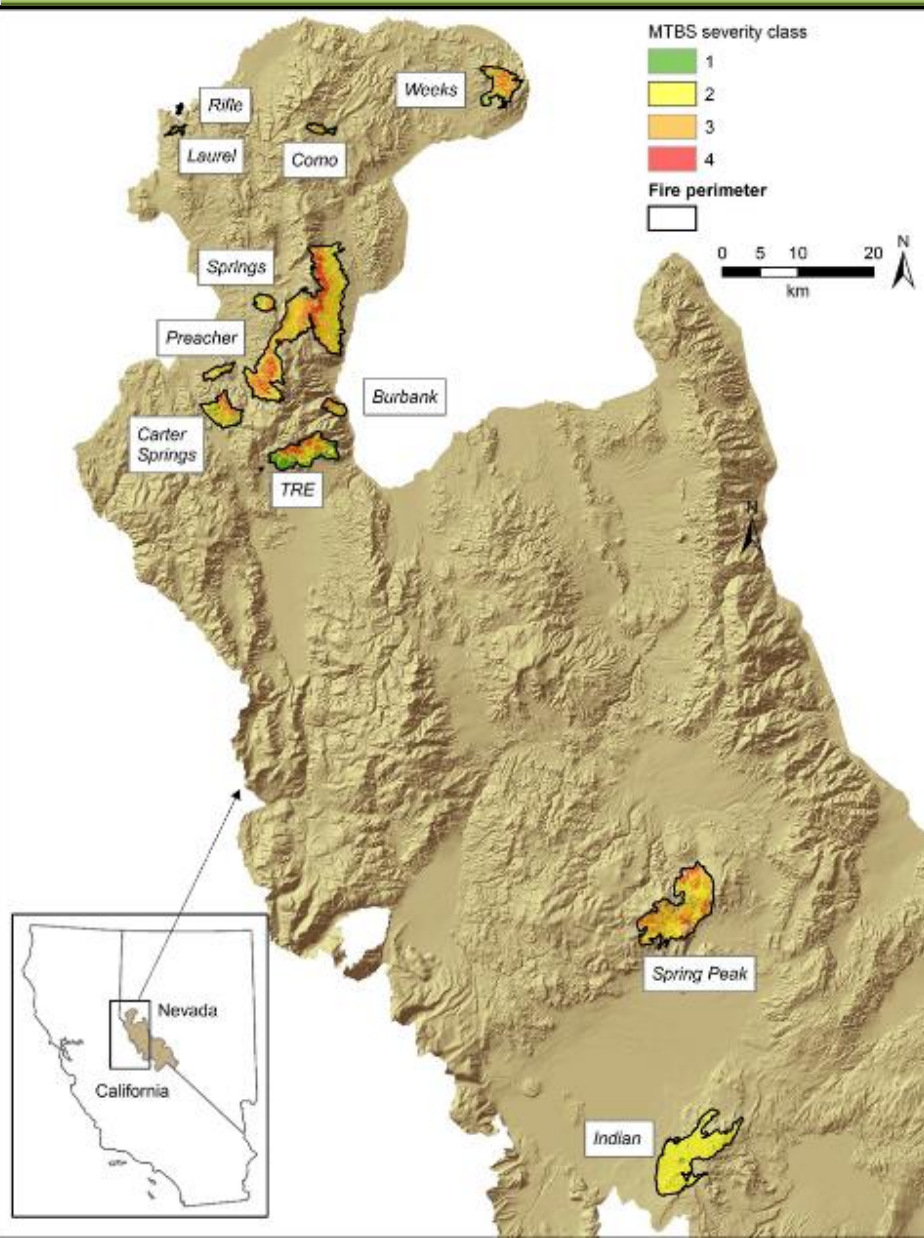 MTBS severity class
1
2
3
4
Fire perimeter
0 5 10 20
km
N
Weeks
Rifle
Laurel
Como
Springs
Preacher
Burbank
Carter
Springs
TRE
N
Spring Peak
Nevada
California
Indian